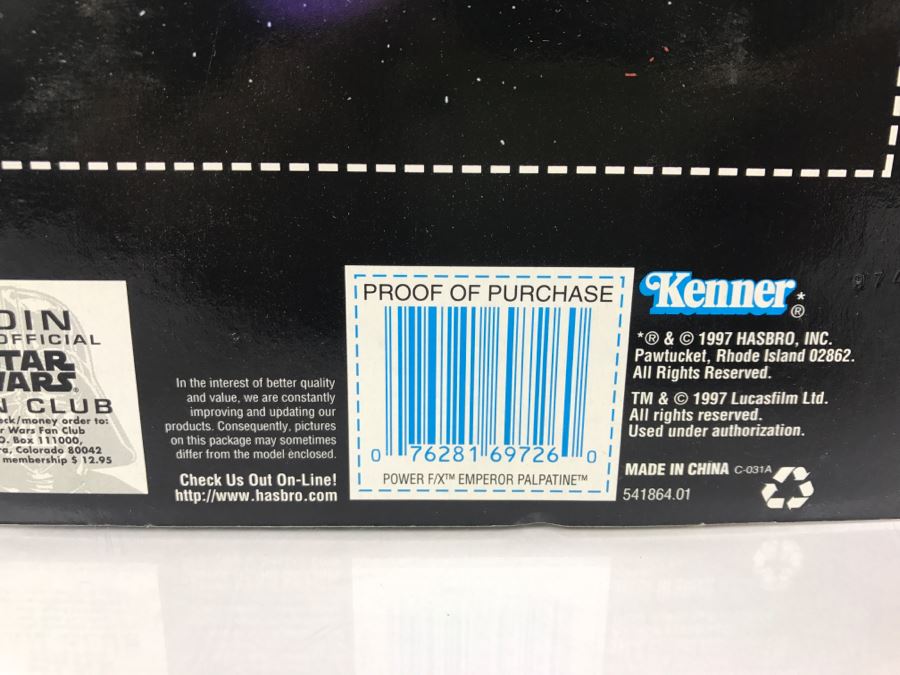 OIN
OFFICIAL
TAR
WARS®
N CLUB
eck/money order to:
r Wars Fan Club
O. Box 111000,
a, Colorado 80042
membership $ 12.95
In the interest of better quality
and value, we are constantly
improving and updating our
products. Consequently, pictures
on this package may sometimes
differ from the model enclosed.
Check Us Out On-Line!
http://www.hasbro.com
PROOF OF PURCHASE
0 76281 69726 0
POWER F/X™ EMPEROR PALPATINE™
Kenner*®
*® & © 1997 HASBRO, INC.
Pawtucket, Rhode Island 02862.
All Rights Reserved.
TM & © 1997 Lucasfilm Ltd.
All rights reserved.
Used under authorization.
MADE IN CHINA C-031A
541864.01